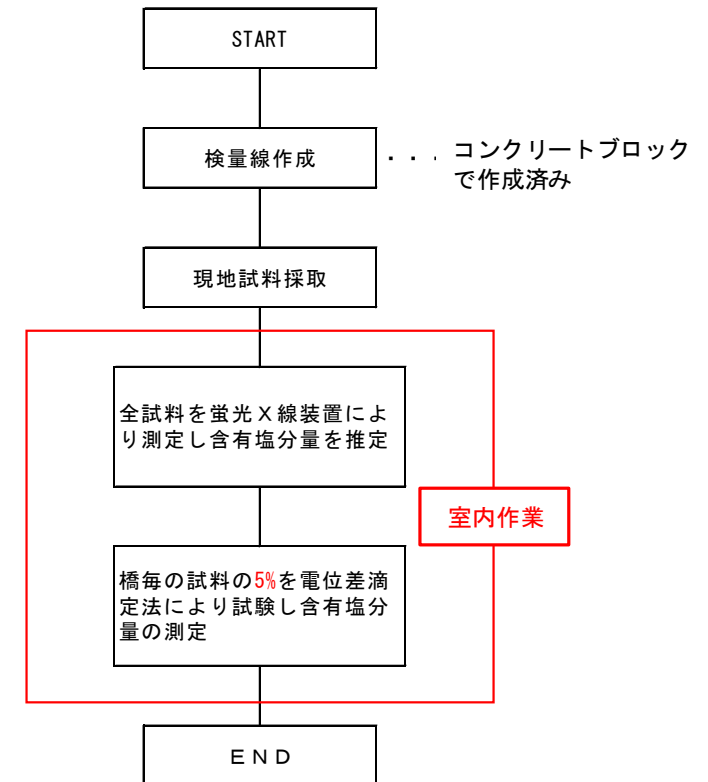 START
検量線作成
... コンクリートブロック
で作成済み
現地試料採取
全試料を蛍光Ⅹ線装置によ
り測定し含有塩分量を推定
室内作業
橋毎の試料の5%を電位差滴
定法により試験し含有塩分
量の測定
ＥＮＤ